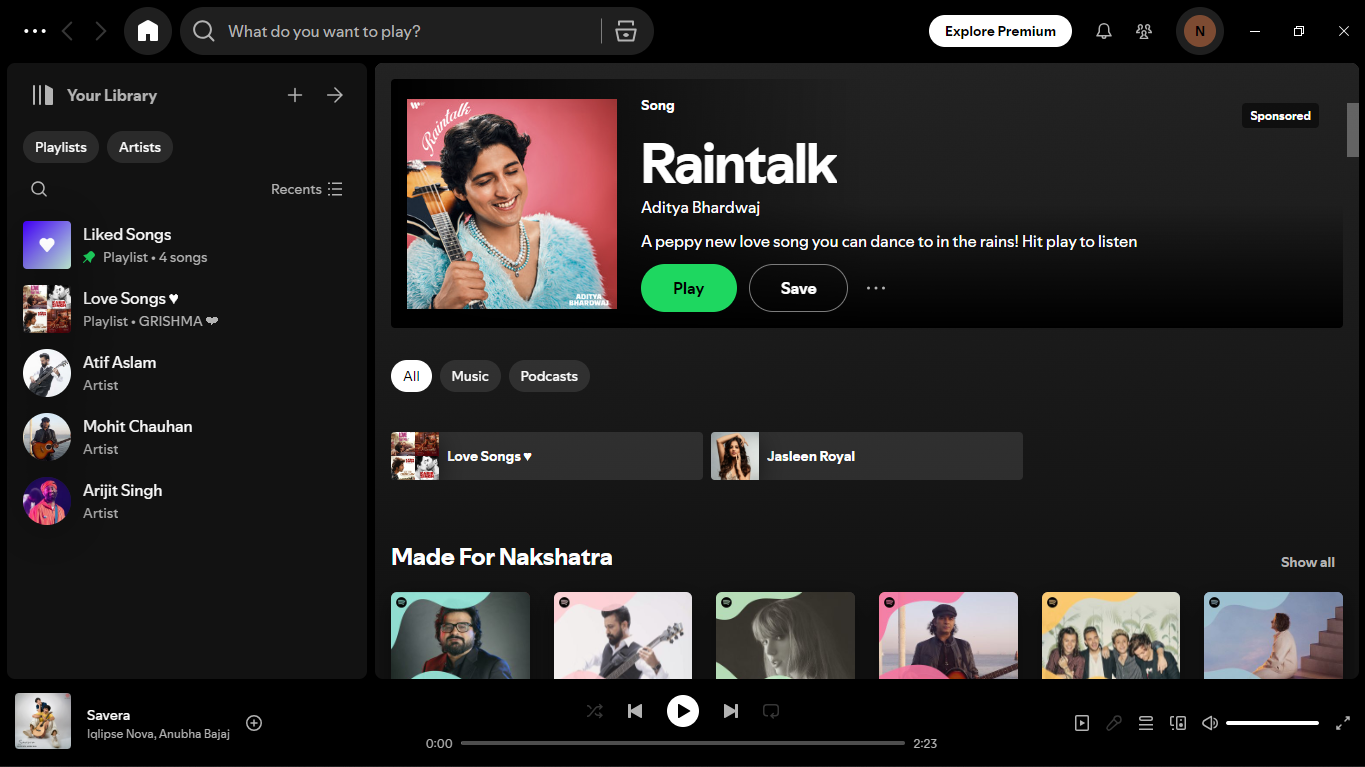 What do you want to play?
Explore Premium
N
Your Library
Playlists
Artists
Recents
Liked Songs
Playlist • 4 songs
Love Songs ♥
Playlist • GRISHMA ❤
Atif Aslam
Artist
Mohit Chauhan
Artist
Arijit Singh
Artist
Raintalk
ADITYA
BHARDWAJ
Song
Sponsored
Raintalk
Aditya Bhardwaj
A peppy new love song you can dance to in the rains! Hit play to listen
Play
Save
All
Music
Podcasts
Love Songs ♥
Jasleen Royal
Made For Nakshatra
Show all
Savera
Iqlipse Nova, Anubha Bajaj
0:00
2:23